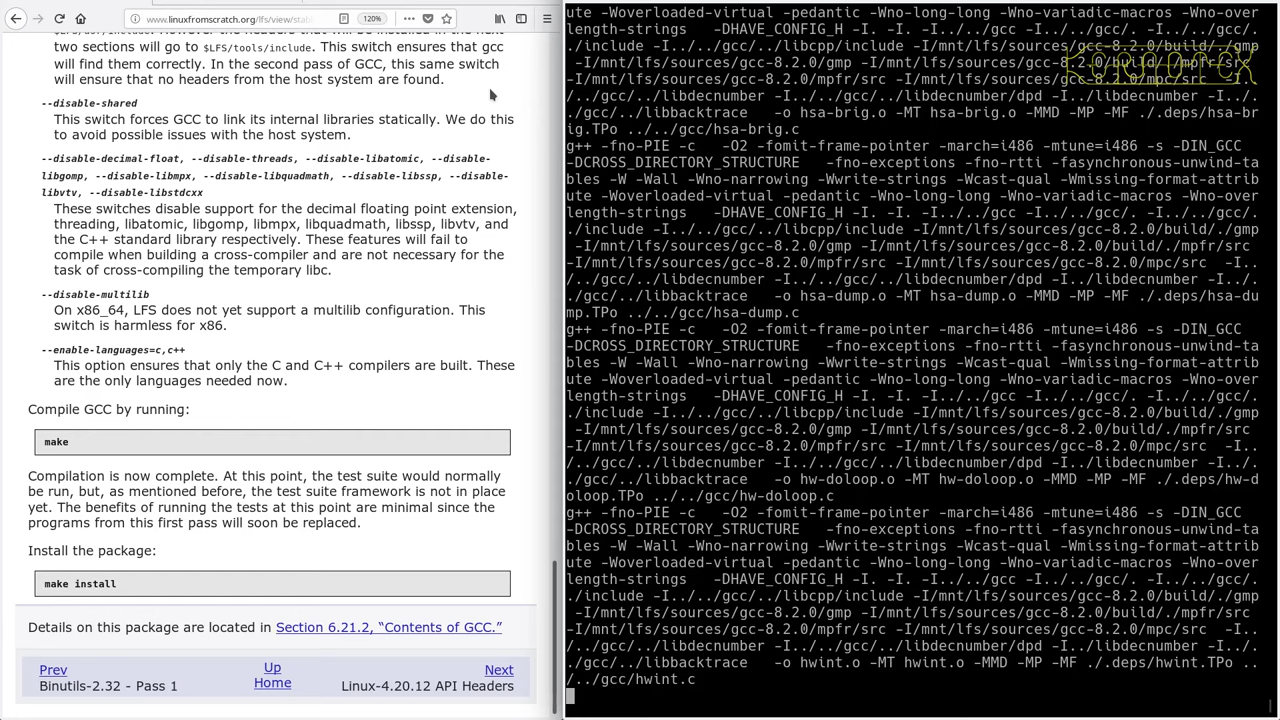 www.linuxfromscratch.org/lfs/view/stab
120%
two sections will go to $LFS/tools/include. This switch ensures that gcc
will find them correctly. In the second pass of GCC, this same switch
will ensure that no headers from the host system are found.
--disable-shared
This switch forces GCC to link its internal libraries statically. We do this
to avoid possible issues with the host system.
--disable-decimal-float, --disable-threads, --disable-libatomic, --disable-
libgomp, --disable-libmpx, --disable-libquadmath, --disable-libssp, --disable-
libvtv, --disable-libstdcxx
These switches disable support for the decimal floating point extension,
threading, libatomic, libgomp, libmpx, libquadmath, libssp, libvtv, and
the C++ standard library respectively. These features will fail to
compile when building a cross-compiler and are not necessary for the
task of cross-compiling the temporary libc.
--disable-multilib
On x86_64, LFS does not yet support a multilib configuration. This
switch is harmless for x86.
--enable-languages=c,c++
This option ensures that only the C and C++ compilers are built. These
are the only languages needed now.
Compile GCC by running:
make
Compilation is now complete. At this point, the test suite would normally
be run, but, as mentioned before, the test suite framework is not in place
yet. The benefits of running the tests at this point are minimal since the
programs from this first pass will soon be replaced.
Install the package:
make install
Details on this package are located in Section 6.21.2, “Contents of GCC.”
Prev
Up
Next
Binutils-2.32 - Pass 1
Home
Linux-4.20.12 API Headers
ute -Woverloaded-virtual -pedantic -Wno-long-long -Wno-variadic-macros -Wno-over
length-strings   -DHAVE_CONFIG_H -I. -I. -I../../gcc -I../../gcc/. -I../../gcc/.
./include -I../../gcc/../libcpp/include -I/mnt/lfs/sources/gcc-8.2.0/build/./gmp
 -I/mnt/lfs/sources/gcc-8.2.0/gmp -I/mnt/lfs/sources/gcc-8.2.0/build/./mpfr/src
-I/mnt/lfs/sources/gcc-8.2.0/mpfr/src -I/mnt/lfs/sources/gcc-8.2.0/mpc/src  -I..
/../gcc/../libdecnumber -I../../gcc/../libdecnumber/dpd -I../libdecnumber -I../.
./gcc/../libbacktrace   -o hsa-brig.o -MT hsa-brig.o -MMD -MP -MF ./.deps/hsa-br
ig.TPo ../../gcc/hsa-brig.c
g++ -fno-PIE -c   -O2 -fomit-frame-pointer -march=i486 -mtune=i486 -s -DIN_GCC
-DCROSS_DIRECTORY_STRUCTURE   -fno-exceptions -fno-rtti -fasynchronous-unwind-ta
bles -W -Wall -Wno-narrowing -Wwrite-strings -Wcast-qual -Wmissing-format-attrib
ute -Woverloaded-virtual -pedantic -Wno-long-long -Wno-variadic-macros -Wno-over
length-strings   -DHAVE_CONFIG_H -I. -I. -I../../gcc -I../../gcc/. -I../../gcc/.
./include -I../../gcc/../libcpp/include -I/mnt/lfs/sources/gcc-8.2.0/build/./gmp
 -I/mnt/lfs/sources/gcc-8.2.0/gmp -I/mnt/lfs/sources/gcc-8.2.0/build/./mpfr/src
-I/mnt/lfs/sources/gcc-8.2.0/mpfr/src -I/mnt/lfs/sources/gcc-8.2.0/mpc/src  -I..
/../gcc/../libdecnumber -I../../gcc/../libdecnumber/dpd -I../libdecnumber -I../.
./gcc/../libbacktrace   -o hsa-dump.o -MT hsa-dump.o -MMD -MP -MF ./.deps/hsa-du
mp.TPo ../../gcc/hsa-dump.c
g++ -fno-PIE -c   -O2 -fomit-frame-pointer -march=i486 -mtune=i486 -s -DIN_GCC
-DCROSS_DIRECTORY_STRUCTURE   -fno-exceptions -fno-rtti -fasynchronous-unwind-ta
bles -W -Wall -Wno-narrowing -Wwrite-strings -Wcast-qual -Wmissing-format-attrib
ute -Woverloaded-virtual -pedantic -Wno-long-long -Wno-variadic-macros -Wno-over
length-strings   -DHAVE_CONFIG_H -I. -I. -I../../gcc -I../../gcc/. -I../../gcc/.
./include -I../../gcc/../libcpp/include -I/mnt/lfs/sources/gcc-8.2.0/build/./gmp
 -I/mnt/lfs/sources/gcc-8.2.0/gmp -I/mnt/lfs/sources/gcc-8.2.0/build/./mpfr/src
-I/mnt/lfs/sources/gcc-8.2.0/mpfr/src -I/mnt/lfs/sources/gcc-8.2.0/mpc/src  -I..
/../gcc/../libdecnumber -I../../gcc/../libdecnumber/dpd -I../libdecnumber -I../.
./gcc/../libbacktrace   -o hw-doloop.o -MT hw-doloop.o -MMD -MP -MF ./.deps/hw-d
oloop.TPo ../../gcc/hw-doloop.c
g++ -fno-PIE -c   -O2 -fomit-frame-pointer -march=i486 -mtune=i486 -s -DIN_GCC
-DCROSS_DIRECTORY_STRUCTURE   -fno-exceptions -fno-rtti -fasynchronous-unwind-ta
bles -W -Wall -Wno-narrowing -Wwrite-strings -Wcast-qual -Wmissing-format-attrib
ute -Woverloaded-virtual -pedantic -Wno-long-long -Wno-variadic-macros -Wno-over
length-strings   -DHAVE_CONFIG_H -I. -I. -I../../gcc -I../../gcc/. -I../../gcc/.
./include -I../../gcc/../libcpp/include -I/mnt/lfs/sources/gcc-8.2.0/build/./gmp
 -I/mnt/lfs/sources/gcc-8.2.0/gmp -I/mnt/lfs/sources/gcc-8.2.0/build/./mpfr/src
-I/mnt/lfs/sources/gcc-8.2.0/mpfr/src -I/mnt/lfs/sources/gcc-8.2.0/mpc/src  -I..
/../gcc/../libdecnumber -I../../gcc/../libdecnumber/dpd -I../libdecnumber -I../.
./gcc/../libbacktrace   -o hwint.o -MT hwint.o -MMD -MP -MF ./.deps/hwint.TPo ..
/../gcc/hwint.c